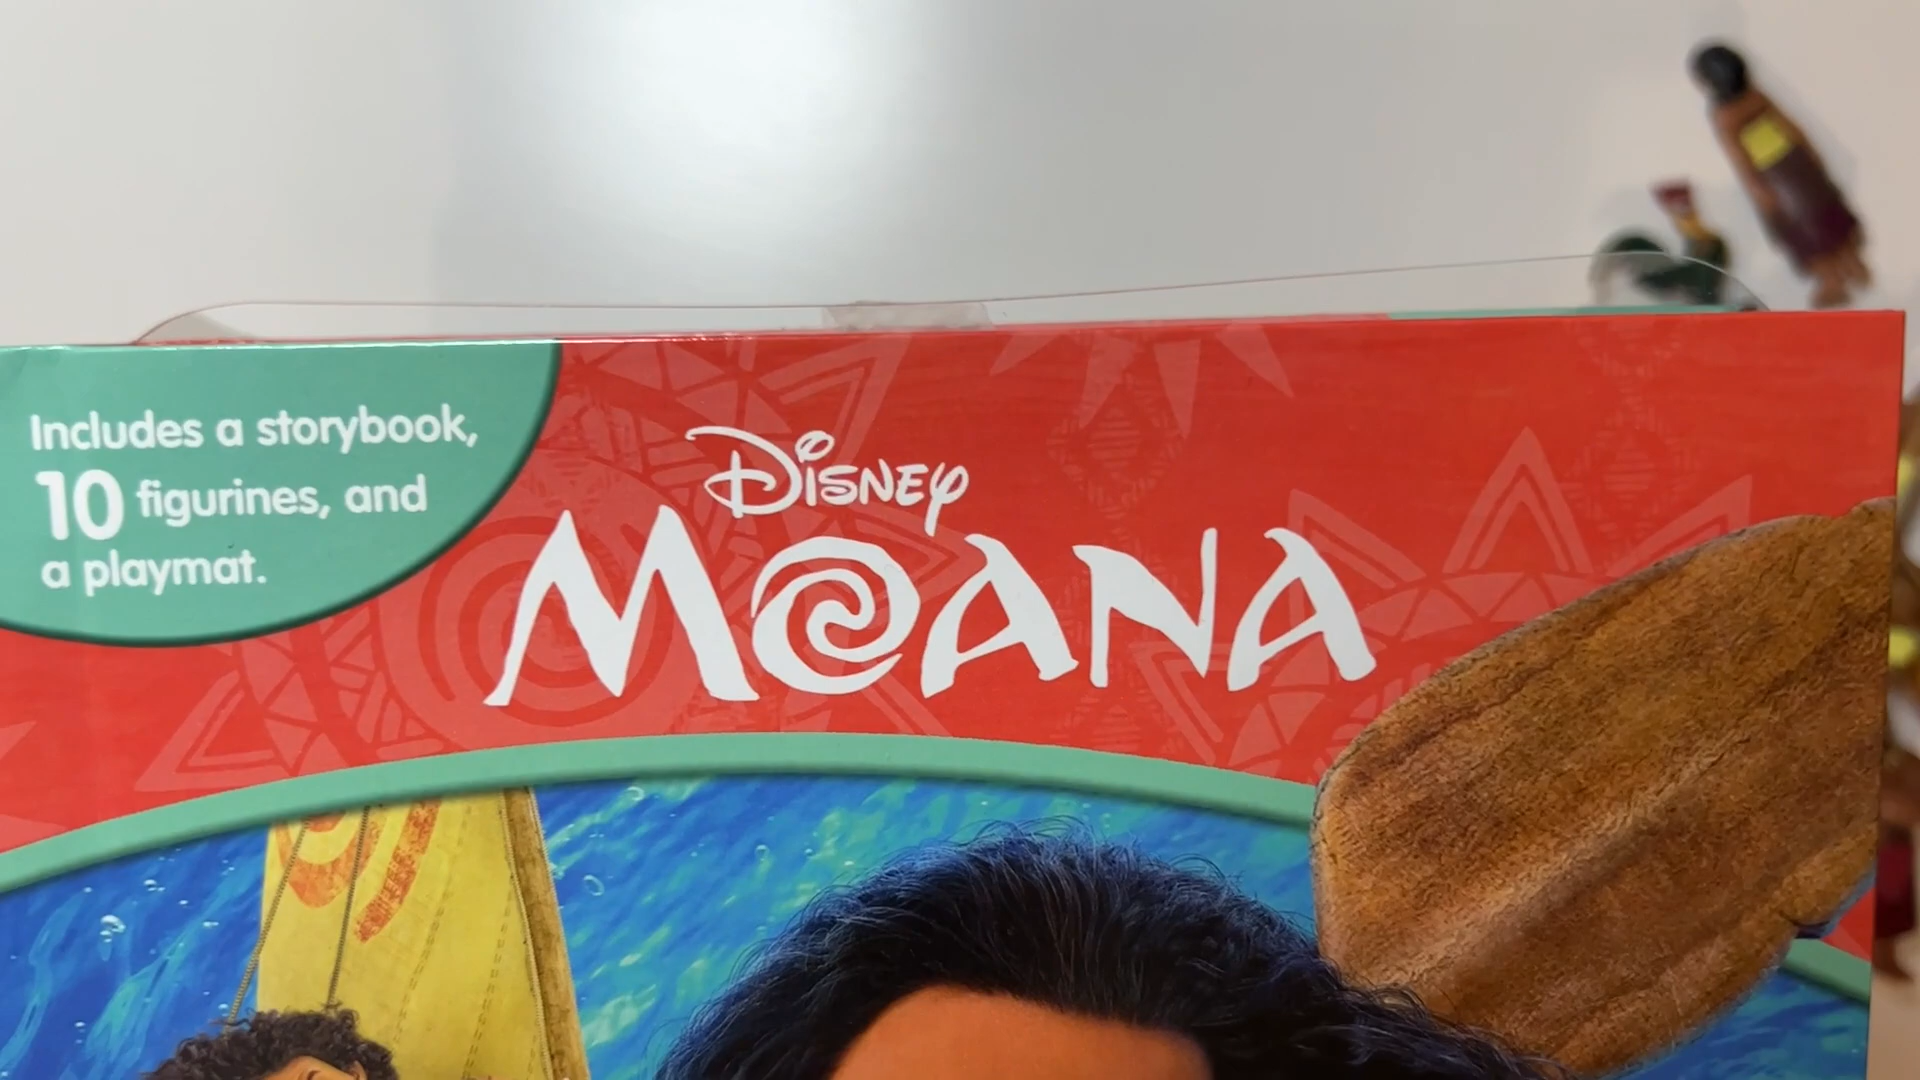 Includes a storybook,
10 figurines, and
a playmat.
DISNEY
MOANA